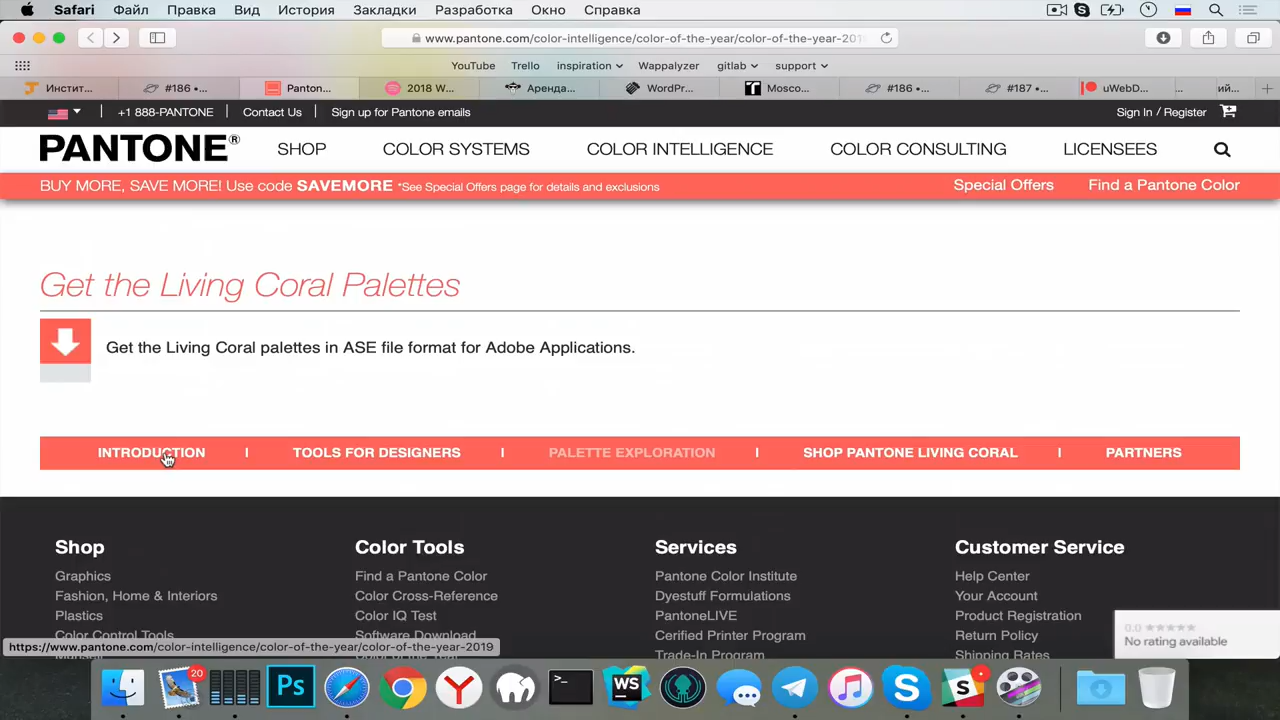 Safari Файл Правка Вид История Закладки Разработка Окно Справка
www.pantone.com/color-intelligence/color-of-the-year/color-of-the-year-201
YouTube Trello inspiration Wappalyzer gitlab support
Инстит... #186 •... Panton... 2018 W... Аренда... WordPr... Mosco... #186 •... #187 •... uWebD... ий...
+1 888-PANTONE | Contact Us | Sign up for Pantone emails Sign In / Register
PANTONE® SHOP COLOR SYSTEMS COLOR INTELLIGENCE COLOR CONSULTING LICENSEES
BUY MORE, SAVE MORE! Use code SAVEMORE *See Special Offers page for details and exclusions Special Offers Find a Pantone Color
Get the Living Coral Palettes
Get the Living Coral palettes in ASE file format for Adobe Applications.
INTRODUCTION | TOOLS FOR DESIGNERS | PALETTE EXPLORATION | SHOP PANTONE LIVING CORAL | PARTNERS
Shop Color Tools Services Customer Service
Graphics Find a Pantone Color Pantone Color Institute Help Center
Fashion, Home & Interiors Color Cross-Reference Dyestuff Formulations Your Account
Plastics Color IQ Test PantoneLIVE Product Registration
Color Control Tools Software Download Cerified Printer Program Return Policy
Trade-In Program Shipping Rates
0.0 ★★★★★
No rating available
https://www.pantone.com/color-intelligence/color-of-the-year/color-of-the-year-2019
20 Ps WS